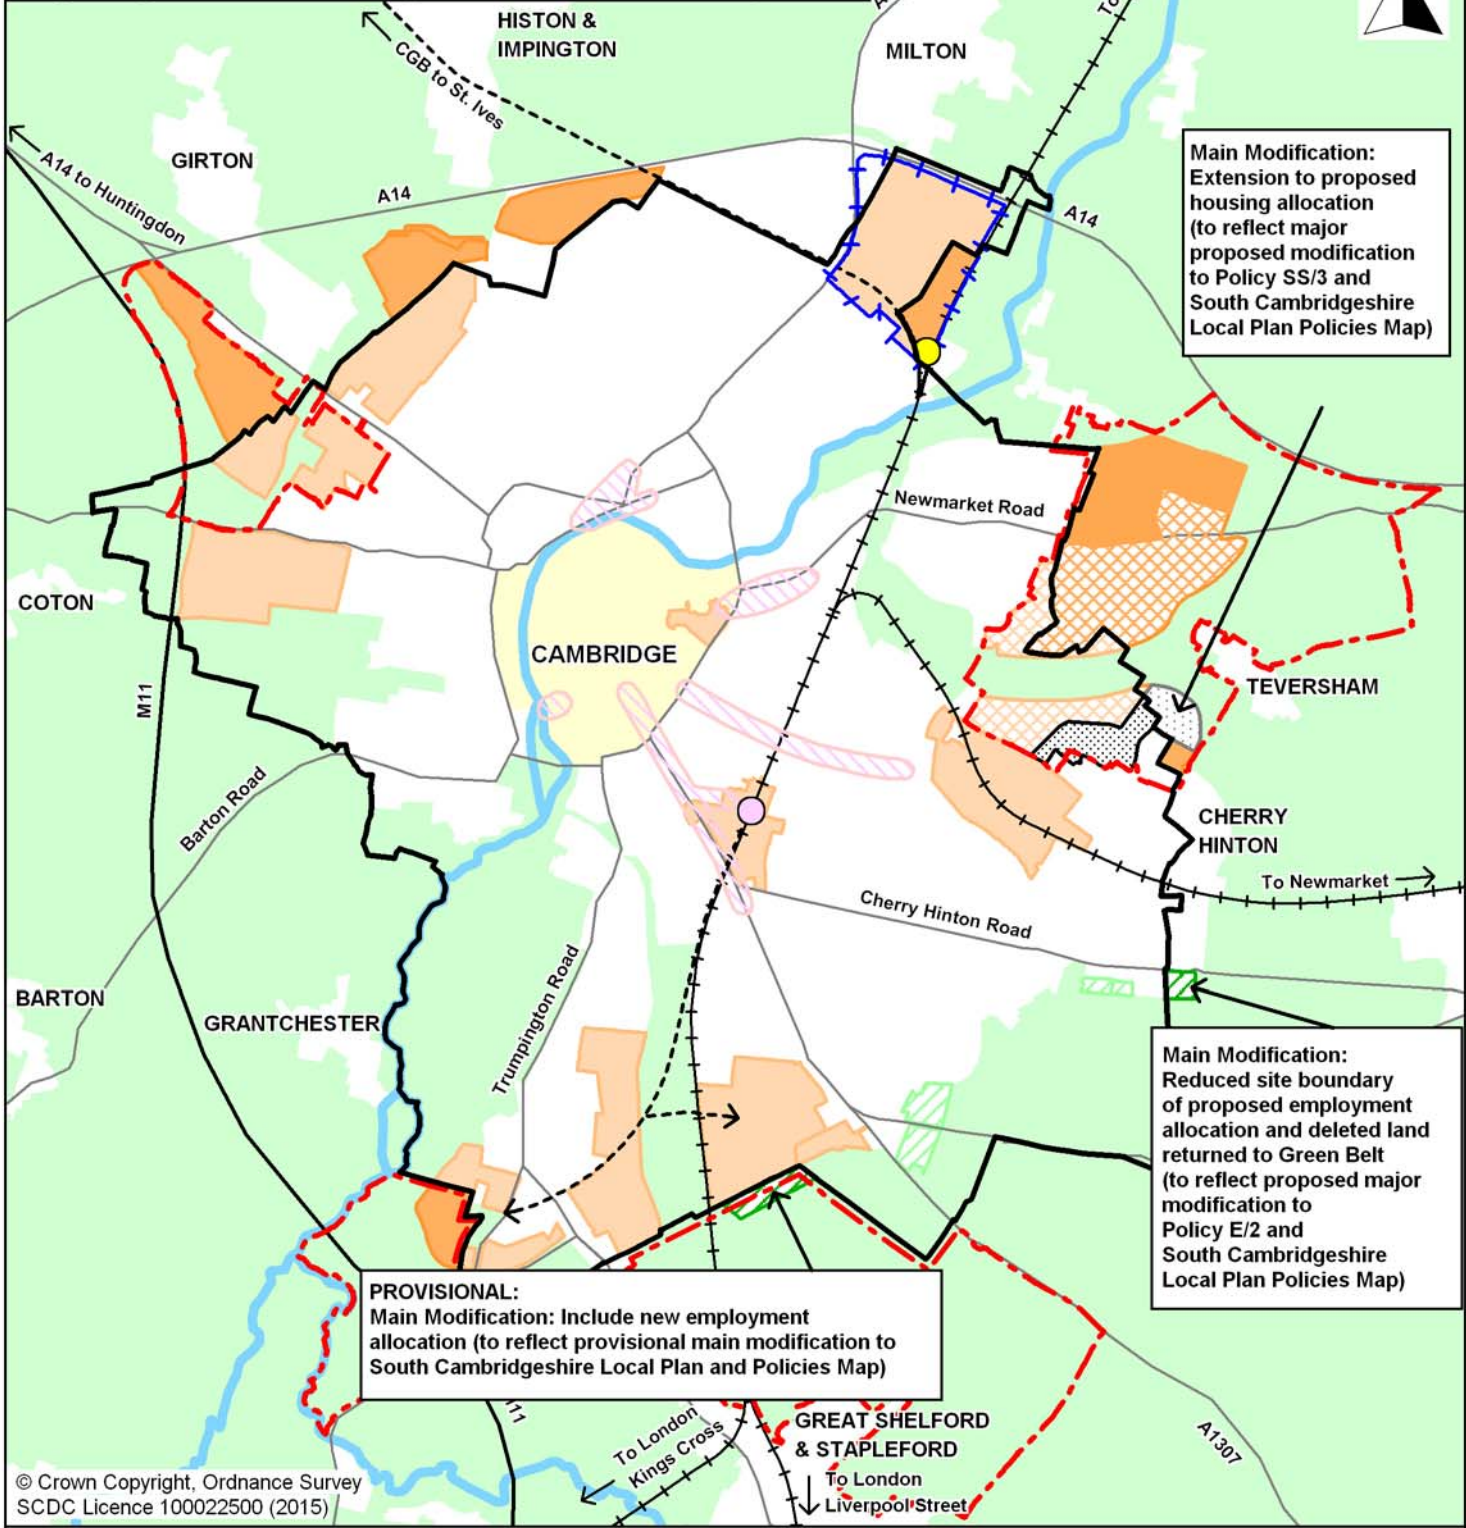 HISTON &
IMPINGTON
MILTON
To
CGB to St. Ives
GIRTON
A14 to Huntingdon
A14
A14
Main Modification:
Extension to proposed
housing allocation
(to reflect major
proposed modification
to Policy SS/3 and
South Cambridgeshire
Local Plan Policies Map)
Newmarket Road
COTON
CAMBRIDGE
TEVERSHAM
M11
Barton Road
CHERRY
HINTON
To Newmarket
Cherry Hinton Road
BARTON
GRANTCHESTER
Trumpington Road
Main Modification:
Reduced site boundary
of proposed employment
allocation and deleted land
returned to Green Belt
(to reflect proposed major
modification to
Policy E/2 and
South Cambridgeshire
Local Plan Policies Map)
PROVISIONAL:
Main Modification: Include new employment
allocation (to reflect provisional main modification to
South Cambridgeshire Local Plan and Policies Map)
GREAT SHELFORD
& STAPLEFORD
To London
Kings Cross
To London
Liverpool Street
A1307
© Crown Copyright, Ordnance Survey
SCDC Licence 100022500 (2015)